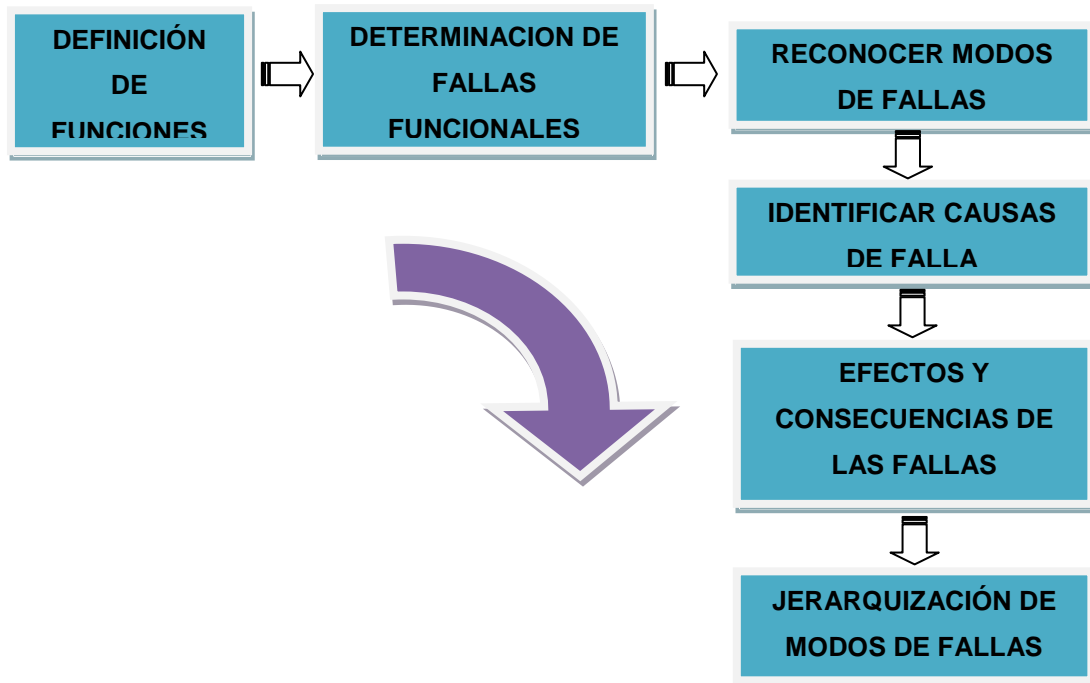 DEFINICIÓN
DE
FUNCIONES
DETERMINACION DE
FALLAS
FUNCIONALES
RECONOCER MODOS
DE FALLAS
IDENTIFICAR CAUSAS
DE FALLA
EFECTOS Y
CONSECUENCIAS DE
LAS FALLAS
JERARQUIZACIÓN DE
MODOS DE FALLAS